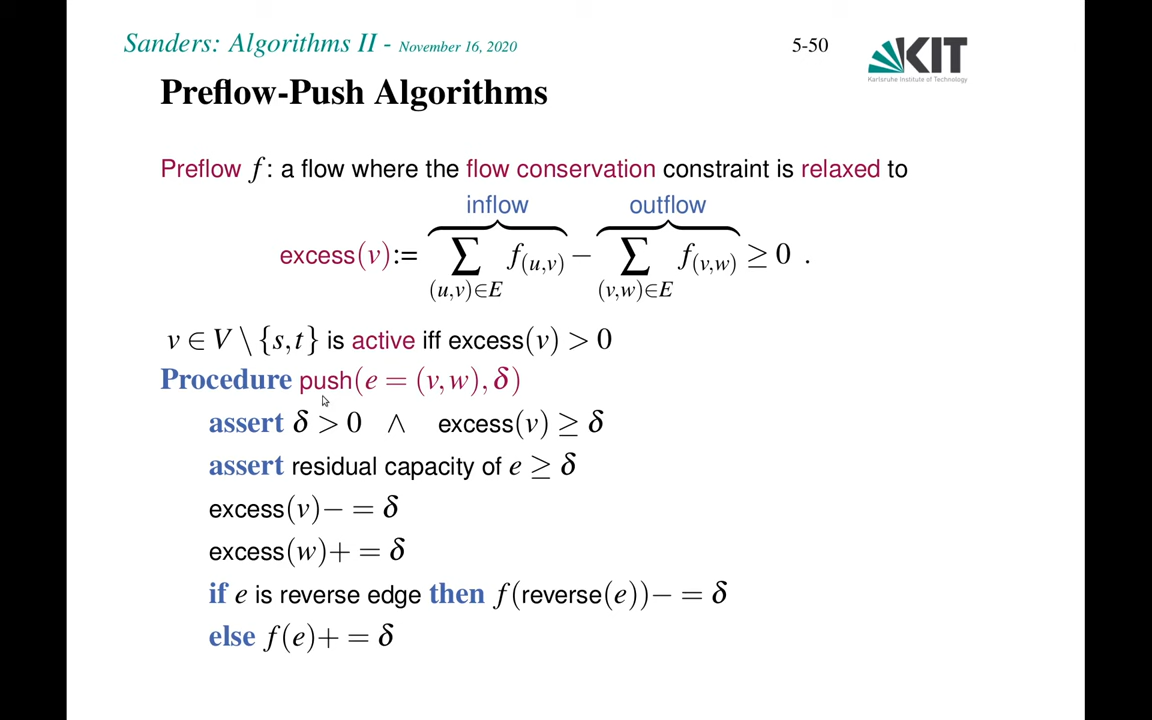 Sanders: Algorithms II - November 16, 2020 5-50
KIT
Karlsruhe Institute of Technology
Preflow-Push Algorithms
Preflow f: a flow where the flow conservation constraint is relaxed to
inflow outflow
excess(v):= ∑ f(u,v) − ∑ f(v,w) ≥ 0 .
(u,v)∈E (v,w)∈E
v ∈ V \ {s,t} is active iff excess(v) > 0
Procedure push(e = (v,w), δ)
assert δ > 0 ∧ excess(v) ≥ δ
assert residual capacity of e ≥ δ
excess(v)− = δ
excess(w)+ = δ
if e is reverse edge then f(reverse(e))− = δ
else f(e)+ = δ